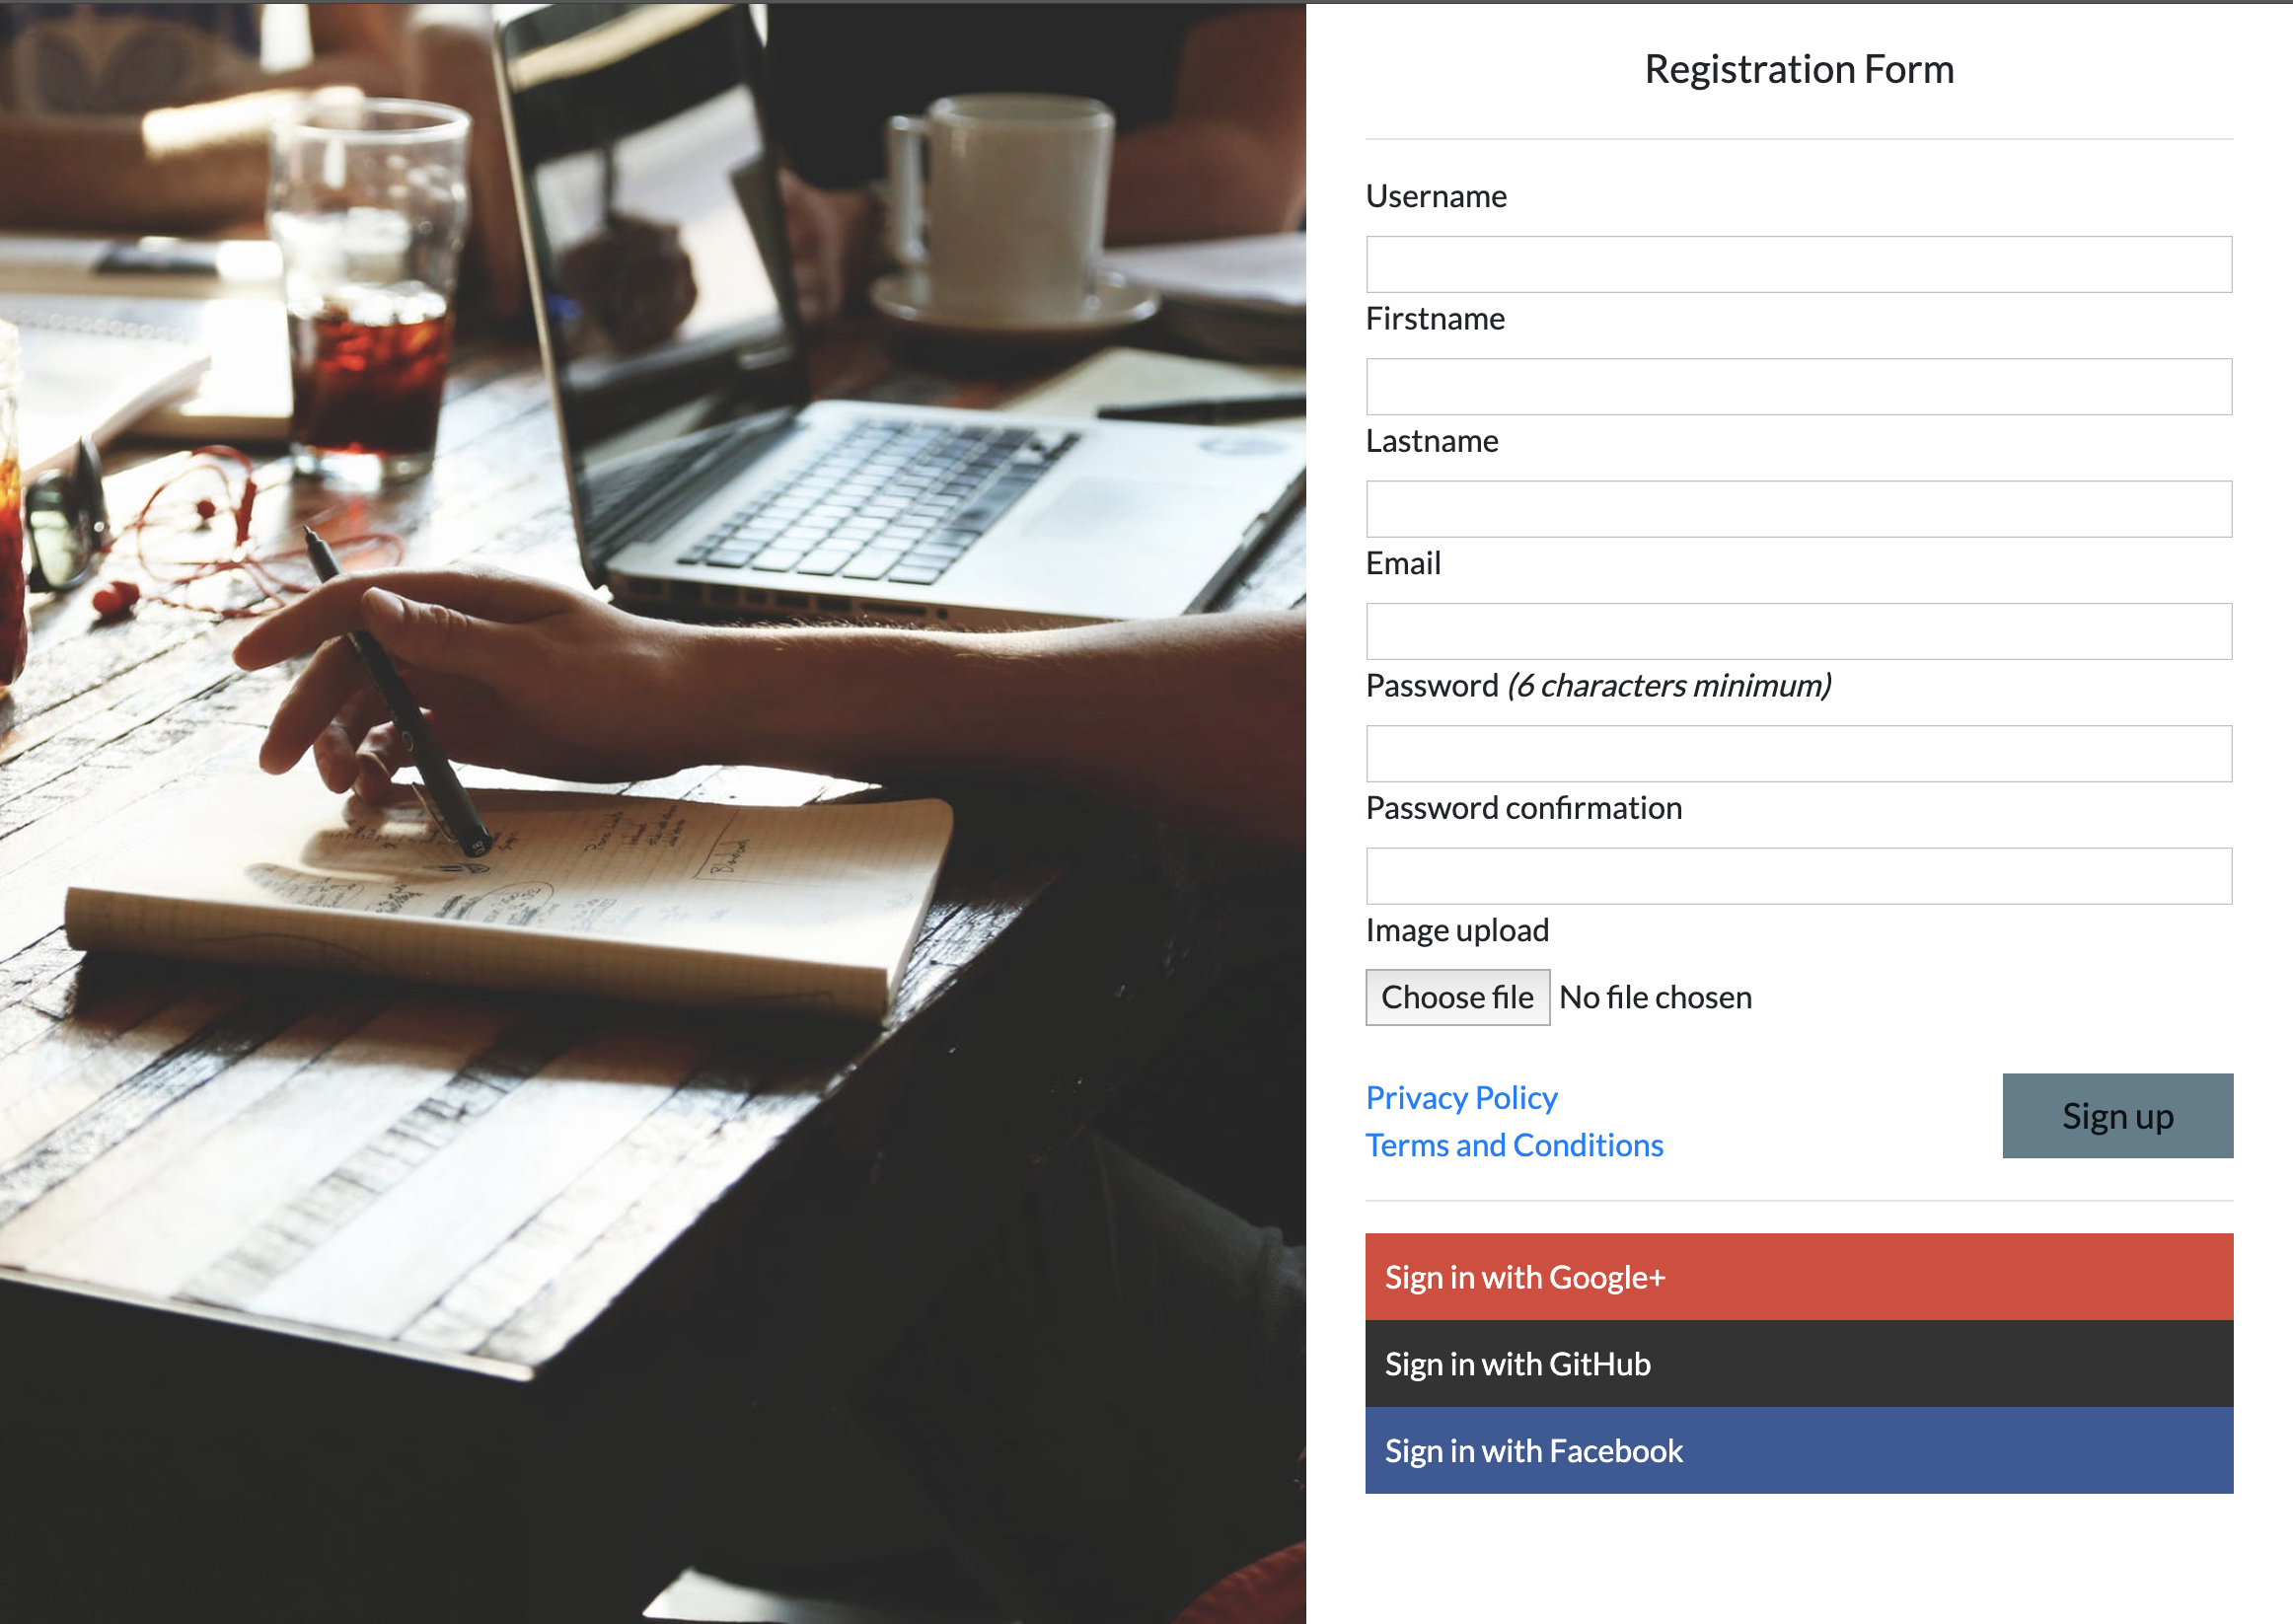 Registration Form
Username
Firstname
Lastname
Email
Password (6 characters minimum)
Password confirmation
Image upload
Choose file No file chosen
Privacy Policy
Terms and Conditions
Sign up
Sign in with Google+
Sign in with GitHub
Sign in with Facebook